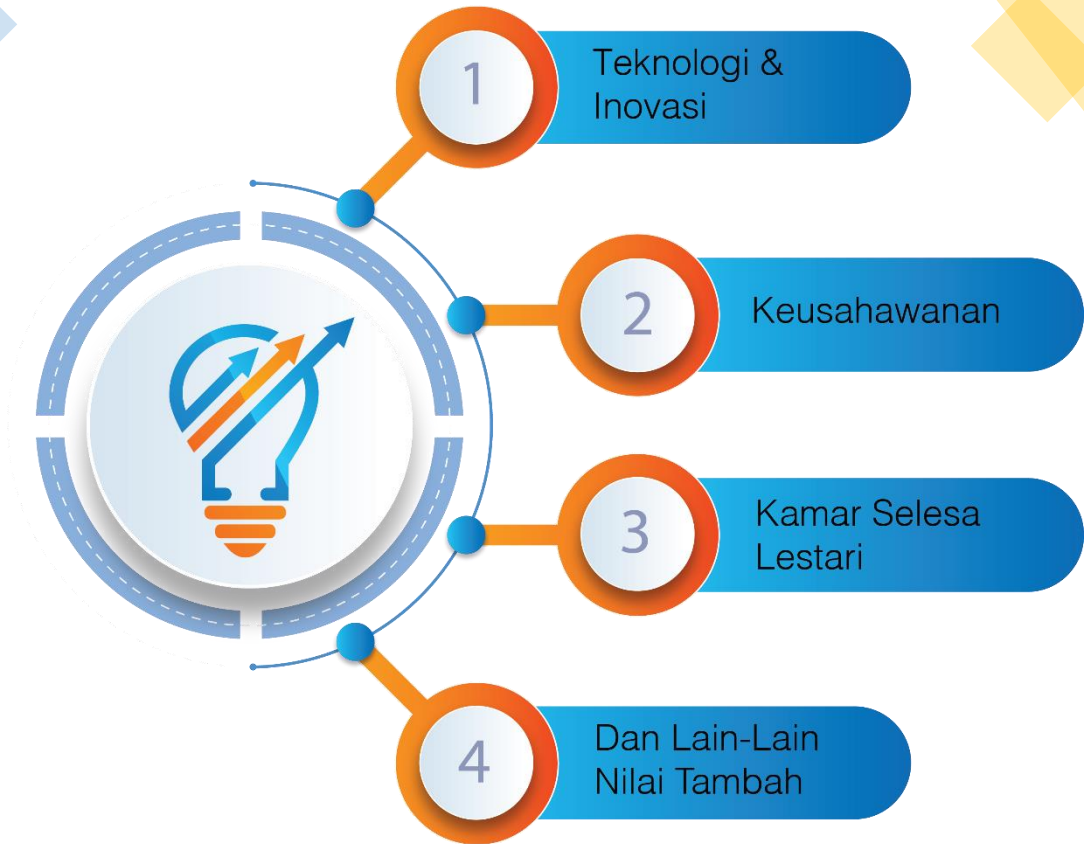 1
Teknologi &
Inovasi
2
Keusahawanan
3
Kamar Selesa
Lestari
4
Dan Lain-Lain
Nilai Tambah